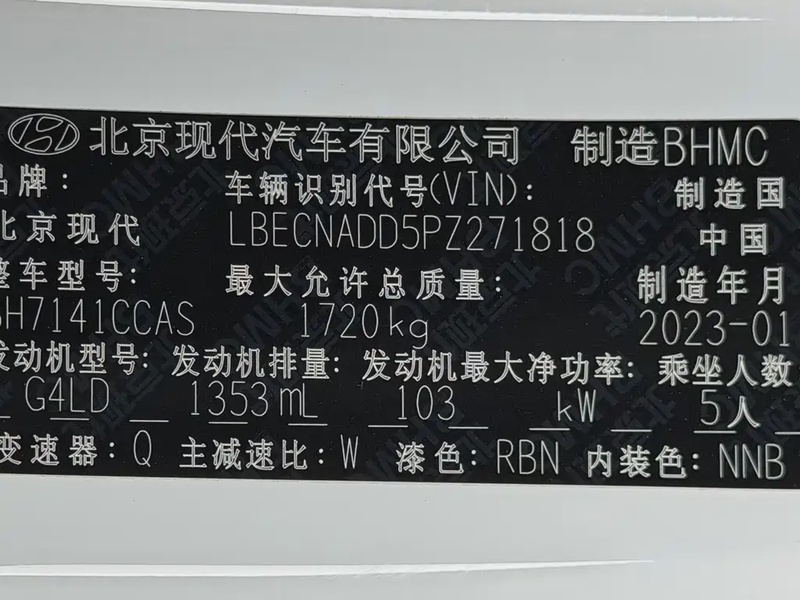 北京现代汽车有限公司 制造BHMC
品牌: 车辆识别代号(VIN): 制造国
北京现代 LBECNADD5PZ271818 中国
整车型号: 最大允许总质量: 制造年月
BH7141CCAS 1720kg 2023-01
发动机型号: 发动机排量: 发动机最大净功率: 乘坐人数
G4LD 1353mL 103 kW 5人
变速器: Q 主减速比: W 漆色: RBN 内装色: NNB